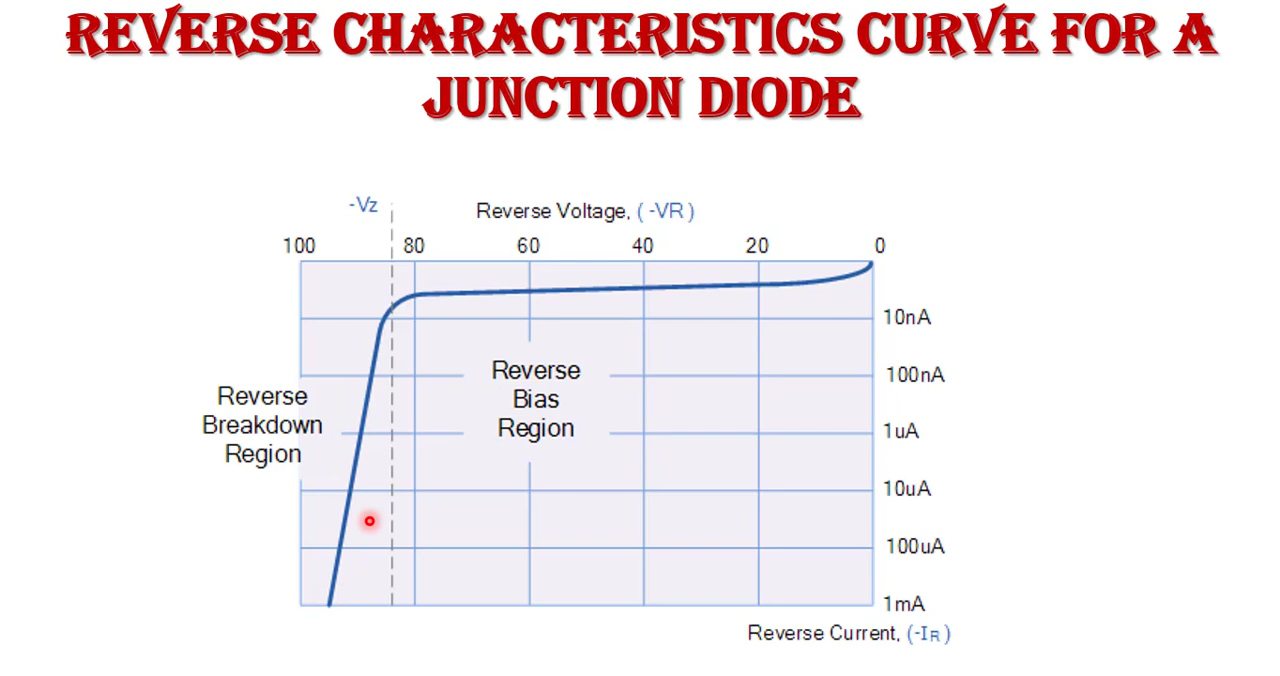 REVERSE CHARACTERISTICS CURVE FOR A
JUNCTION DIODE
-Vz
Reverse Voltage, ( -VR )
100 80 60 40 20 0
10nA
100nA
1uA
10uA
100uA
1mA
Reverse
Bias
Region
Reverse
Breakdown
Region
Reverse Current, (-IR )